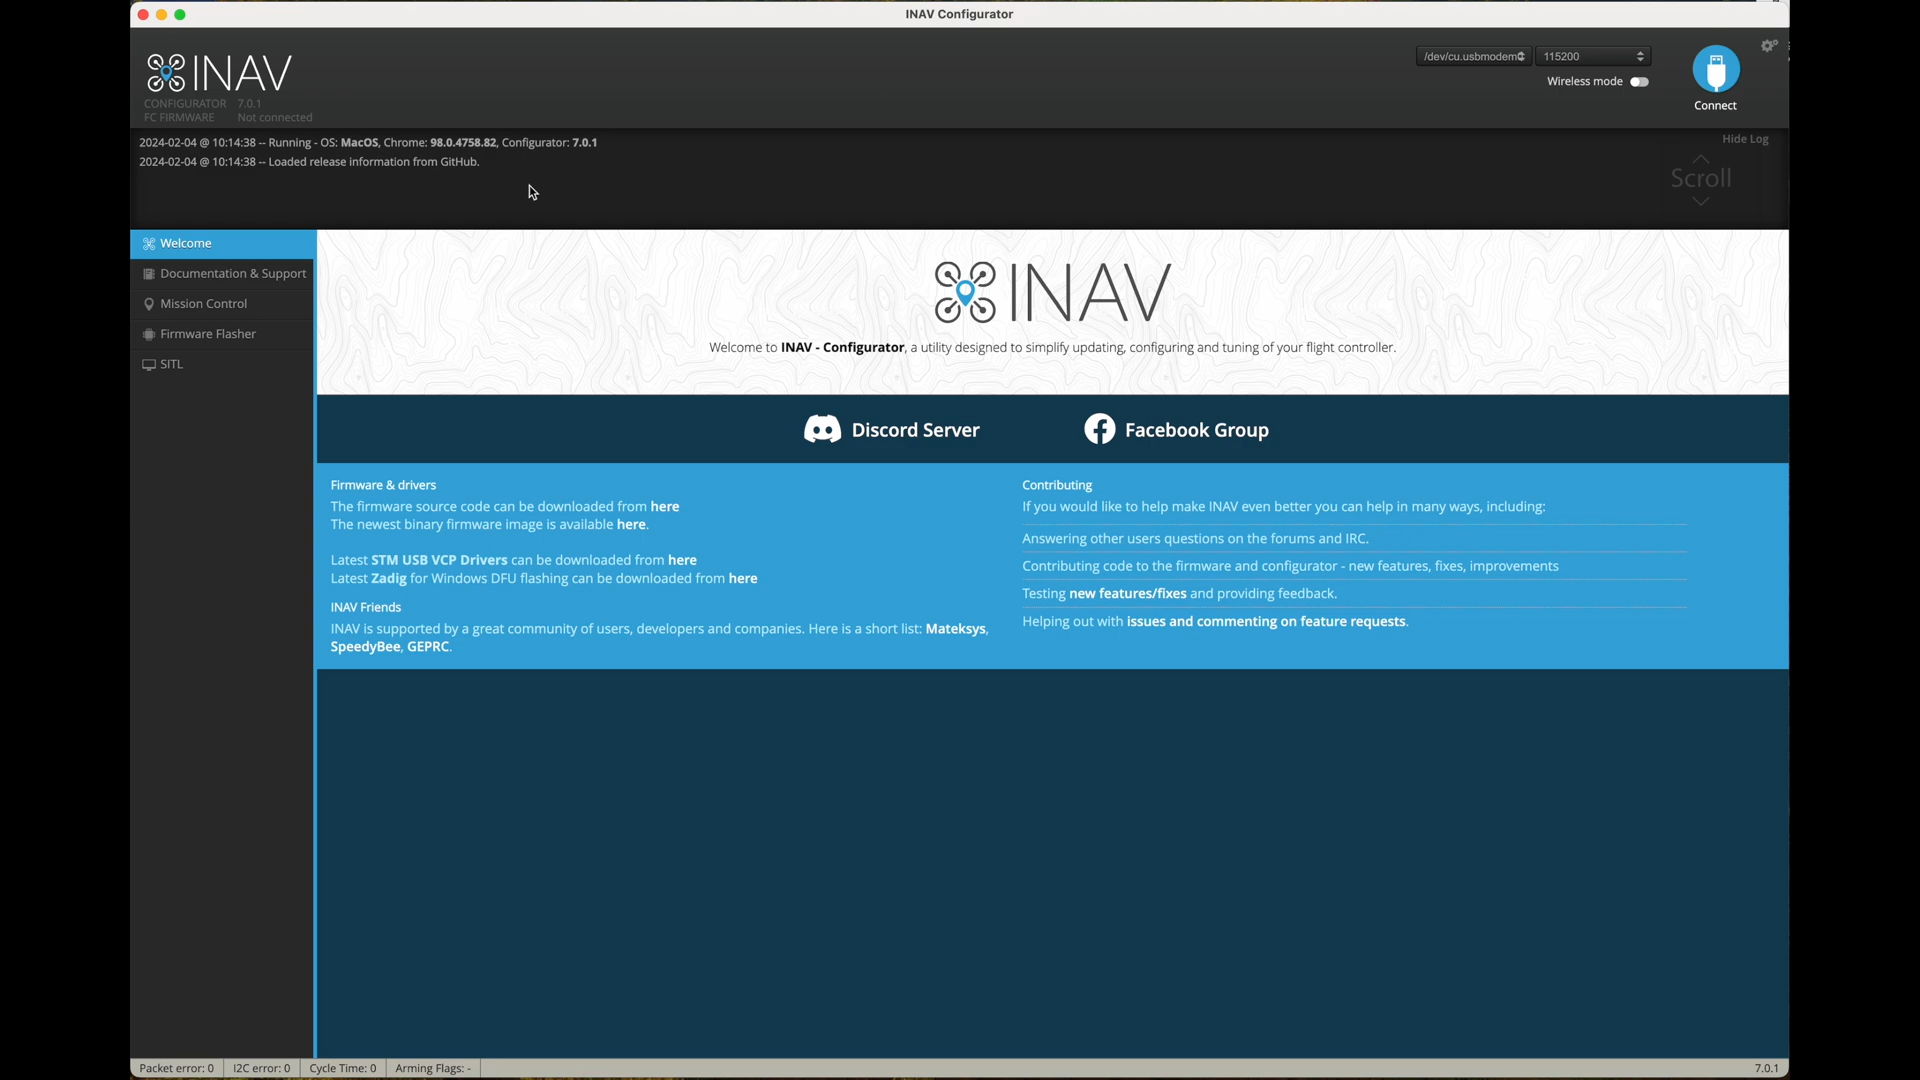 INAV Configurator
INAV
CONFIGURATOR 7.0.1
FC FIRMWARE Not connected
/dev/cu.usbmodem 115200
Wireless mode
Connect
2024-02-04 @ 10:14:38 -- Running - OS: MacOS, Chrome: 98.0.4758.82, Configurator: 7.0.1
2024-02-04 @ 10:14:38 -- Loaded release information from GitHub.
Hide Log
Scroll
Welcome
Documentation & Support
Mission Control
Firmware Flasher
SITL
INAV
Welcome to INAV - Configurator, a utility designed to simplify updating, configuring and tuning of your flight controller.
Discord Server
Facebook Group
Firmware & drivers
The firmware source code can be downloaded from here
The newest binary firmware image is available here.
Latest STM USB VCP Drivers can be downloaded from here
Latest Zadig for Windows DFU flashing can be downloaded from here
INAV Friends
INAV is supported by a great community of users, developers and companies. Here is a short list: Mateksys,
SpeedyBee, GEPRC.
Contributing
If you would like to help make INAV even better you can help in many ways, including:
Answering other users questions on the forums and IRC.
Contributing code to the firmware and configurator - new features, fixes, improvements
Testing new features/fixes and providing feedback.
Helping out with issues and commenting on feature requests.
Packet error: 0 I2C error: 0 Cycle Time: 0 Arming Flags: - 7.0.1